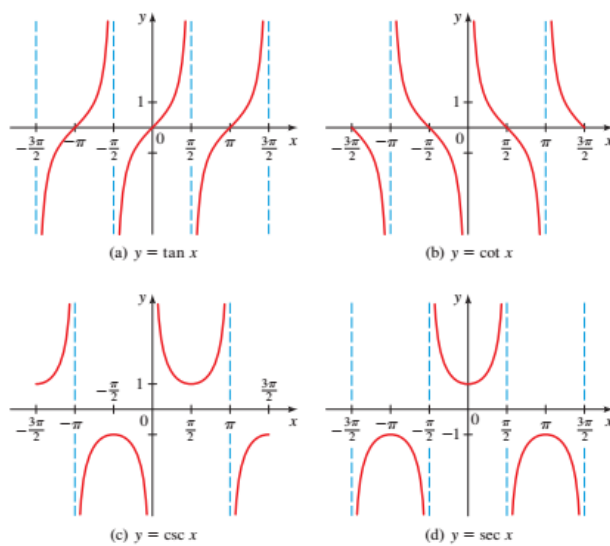 y
y
1
1
−3π/2
−π
−π/2
0
π/2
π
3π/2
x
−3π/2
−π
−π/2
0
π/2
π
3π/2
x
(a) y = tan x
(b) y = cot x
y
y
1
−π/2
3π/2
−3π/2
−π
0
π/2
π
x
0
x
−3π/2
−π
−π/2
−1
π/2
π
3π/2
(c) y = csc x
(d) y = sec x